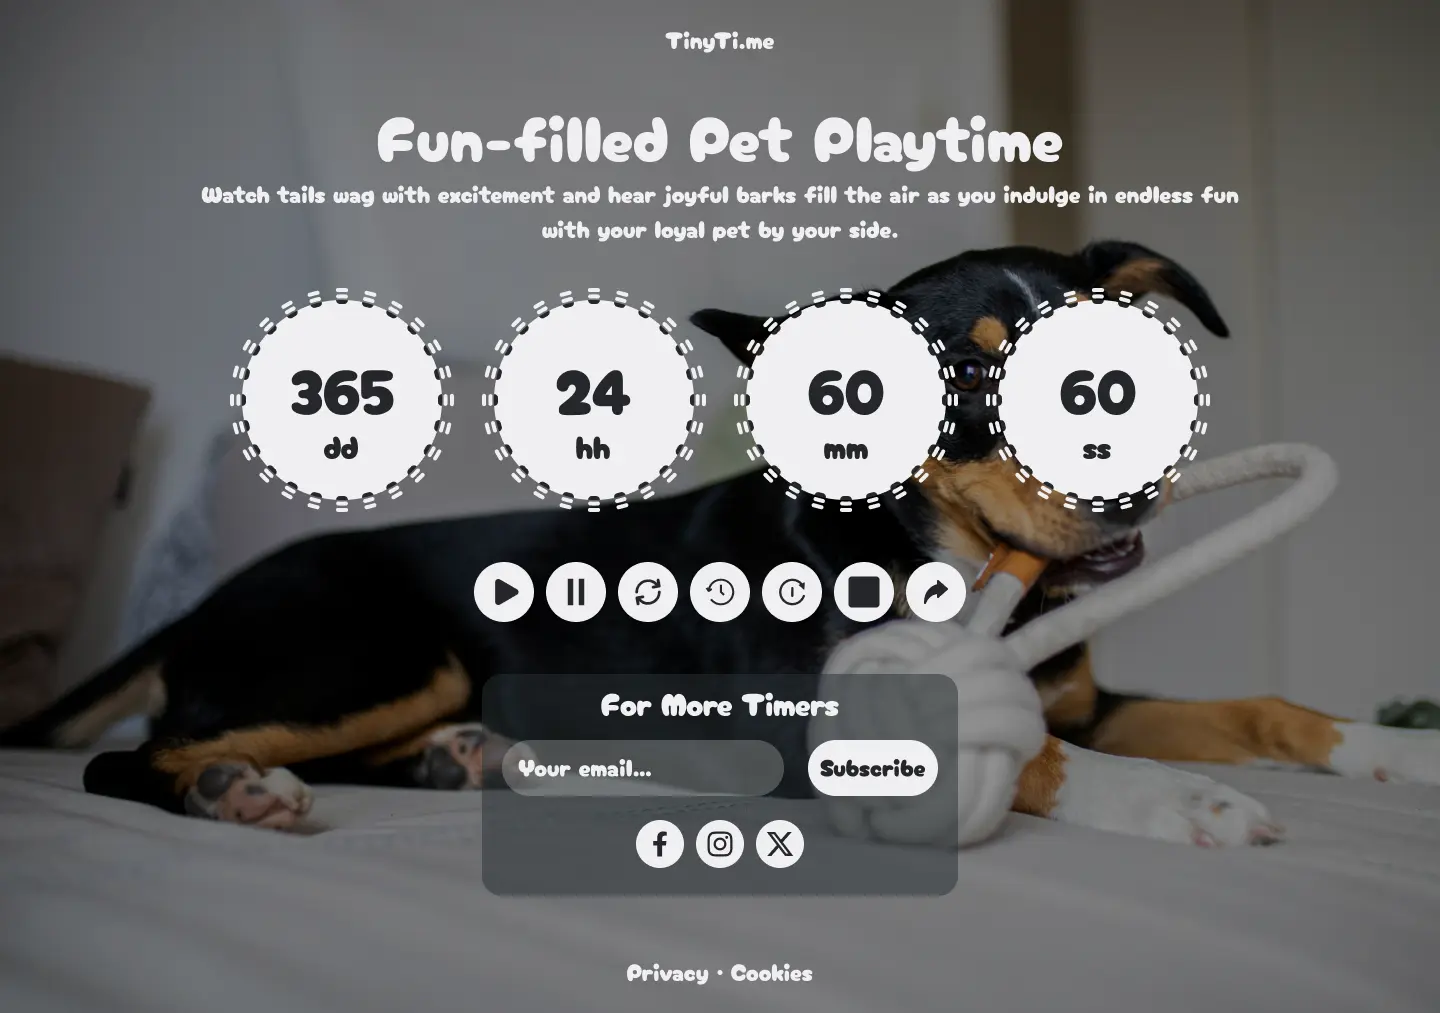 TinyTi.me
Fun-filled Pet Playtime
Watch tails wag with excitement and hear joyful barks fill the air as you indulge in endless fun
with your loyal pet by your side.
365 24 60 60
dd hh mm ss
For More Timers
Your email... Subscribe
Privacy · Cookies